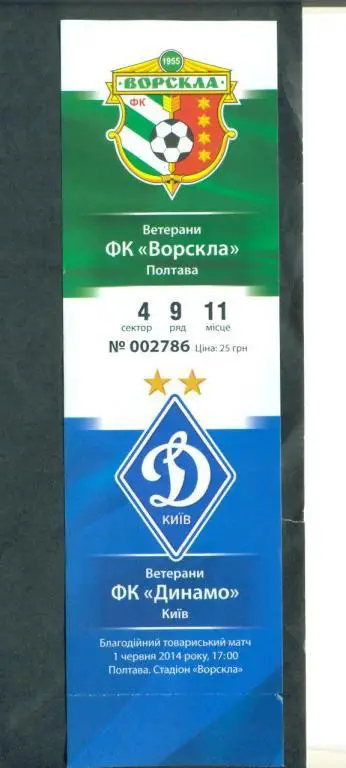 1955
ВОРСКЛА
ФК
Ветерани
ФК «Ворскла»
Полтава
4 9 11
сектор ряд місце
№ 002786 Ціна: 25 грн
Д
КИЇВ
Ветерани
ФК «Динамо»
Київ
Благодійний товариський матч
1 червня 2014 року, 17:00
Полтава. Стадіон «Ворскла»